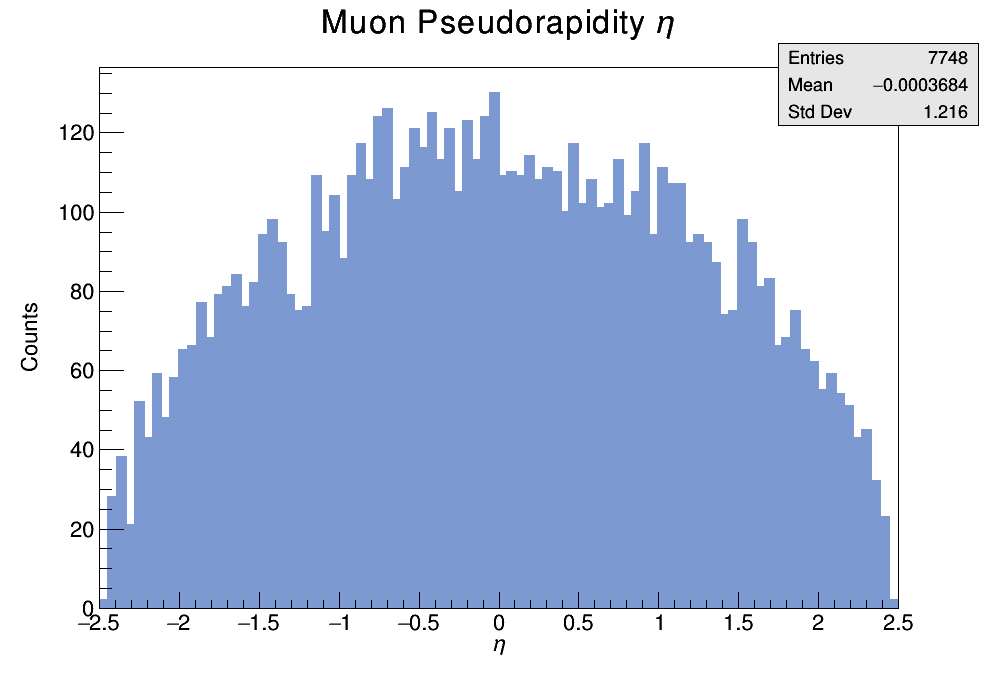 Muon Pseudorapidity η
Entries 7748
Mean −0.0003684
Std Dev 1.216
120
100
80
60
40
20
0
Counts
−2.5 −2 −1.5 −1 −0.5 0 0.5 1 1.5 2 2.5
η